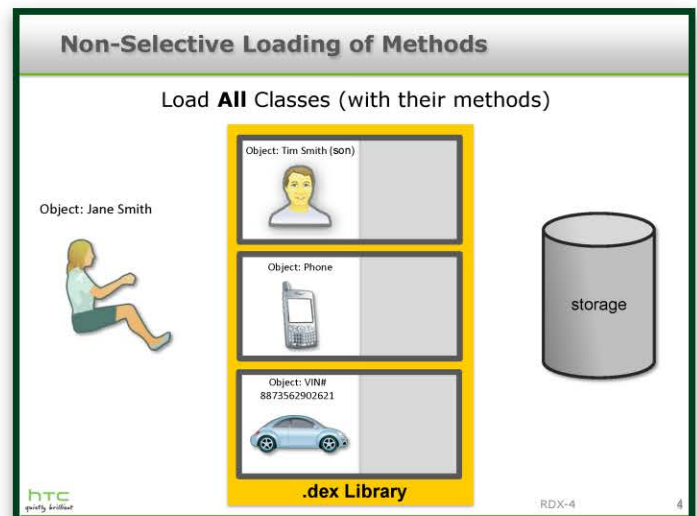 Non-Selective Loading of Methods
Load All Classes (with their methods)
Object: Tim Smith (son)
Object: Jane Smith
Object: Phone
storage
Object: VIN#
8873562902621
.dex Library
hTC
quietly brilliant
RDX-4
4